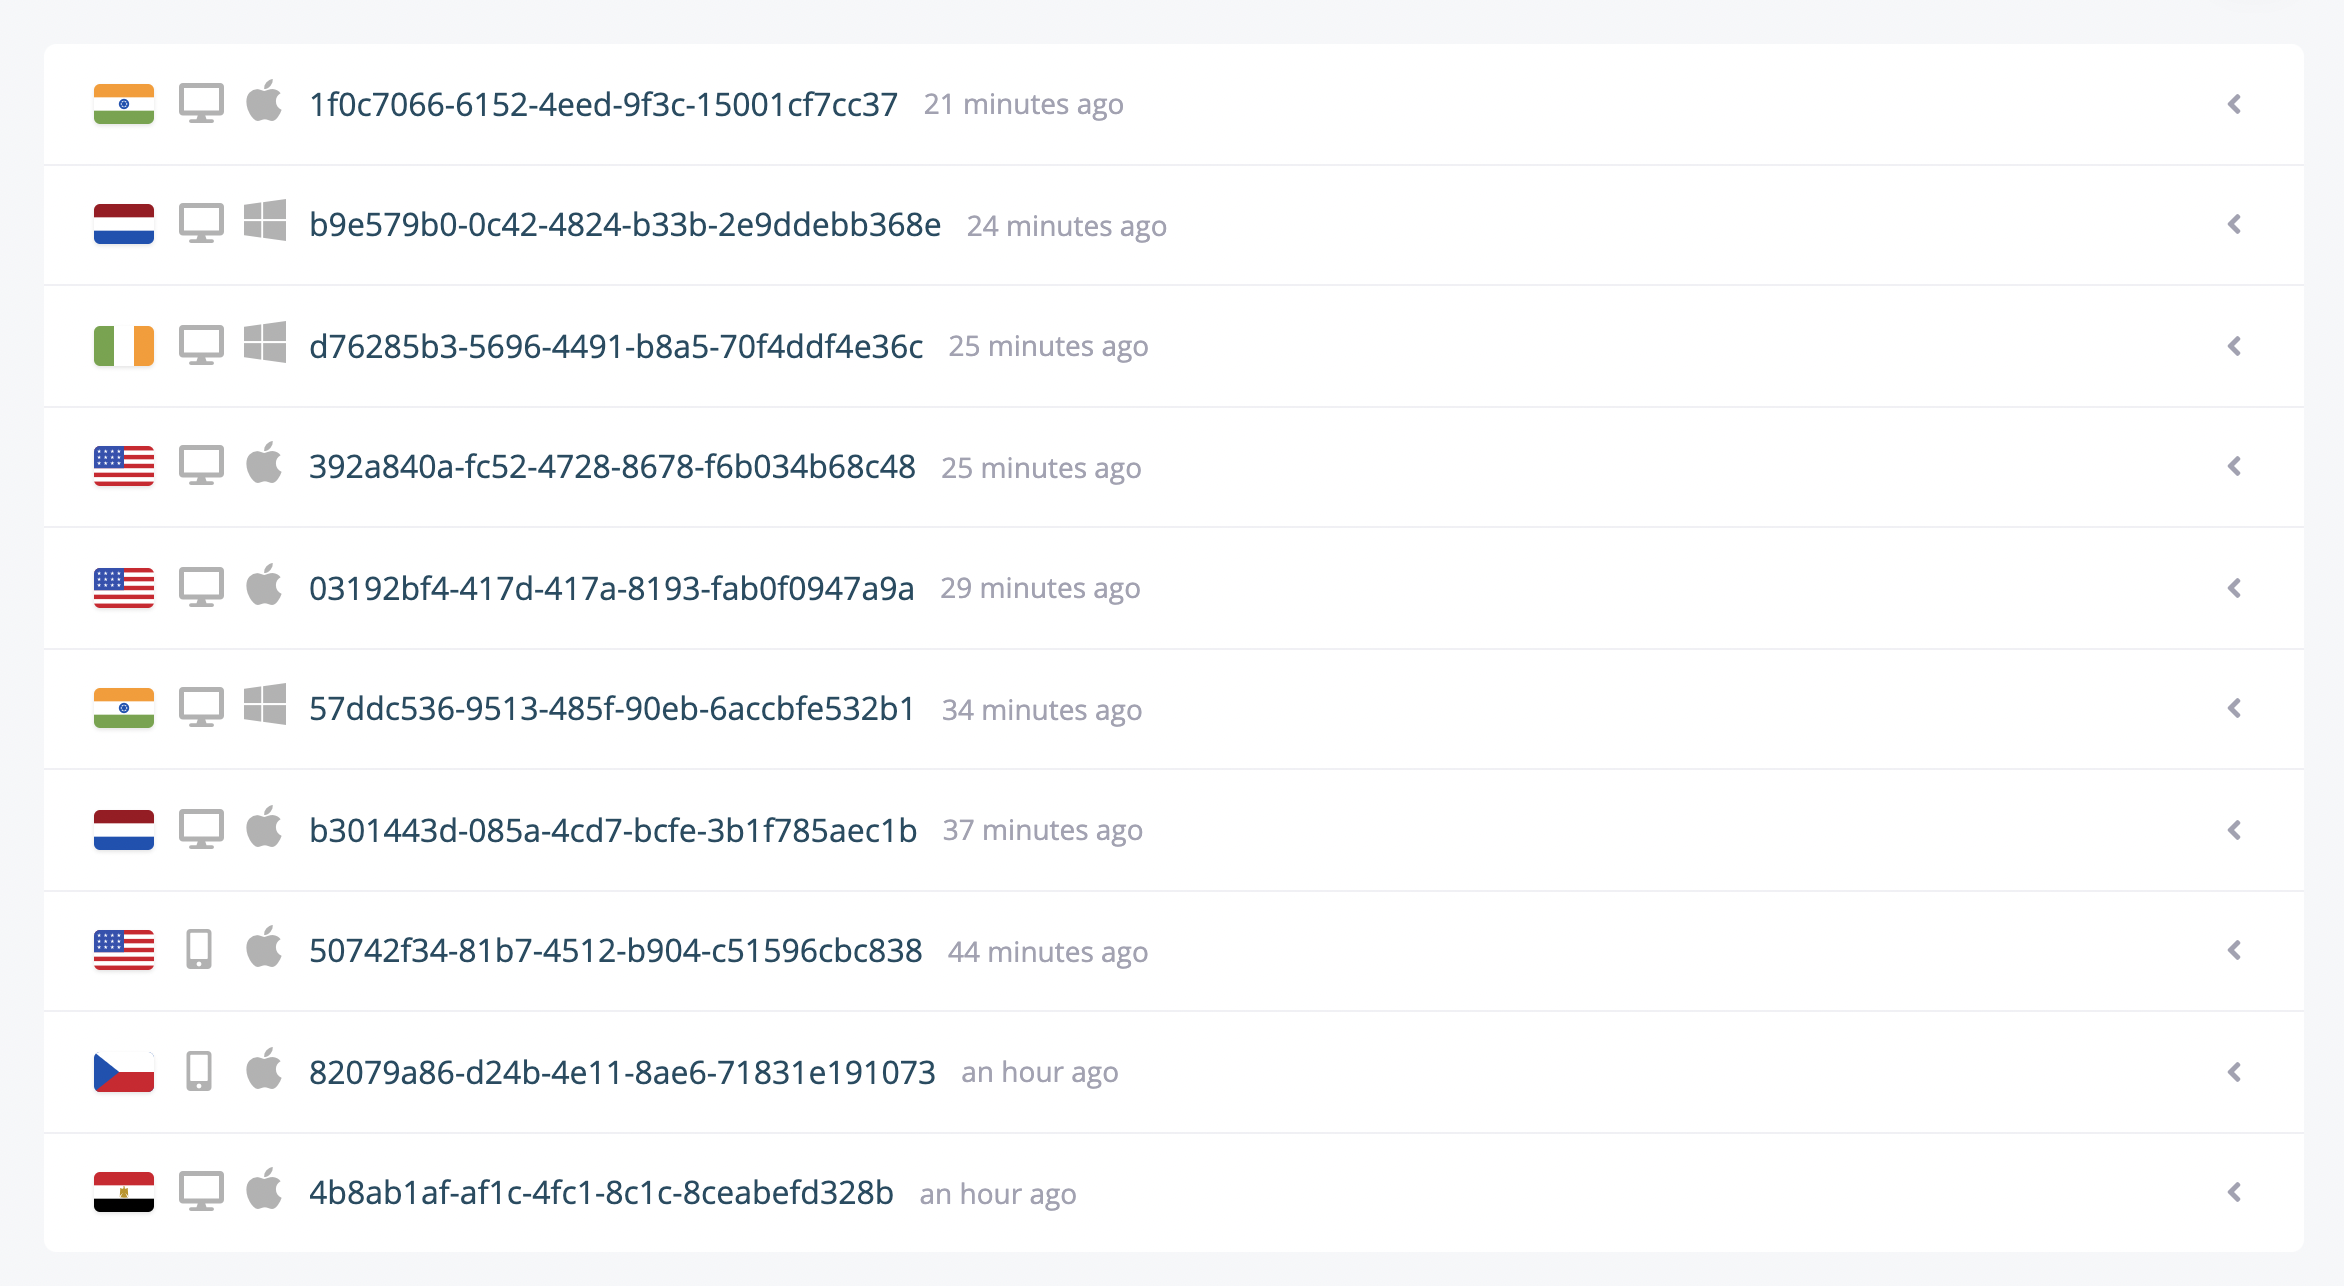 1f0c7066-6152-4eed-9f3c-15001cf7cc37 21 minutes ago
b9e579b0-0c42-4824-b33b-2e9ddebb368e 24 minutes ago
d76285b3-5696-4491-b8a5-70f4ddf4e36c 25 minutes ago
392a840a-fc52-4728-8678-f6b034b68c48 25 minutes ago
03192bf4-417d-417a-8193-fab0f0947a9a 29 minutes ago
57ddc536-9513-485f-90eb-6accbfe532b1 34 minutes ago
b301443d-085a-4cd7-bcfe-3b1f785aec1b 37 minutes ago
50742f34-81b7-4512-b904-c51596cbc838 44 minutes ago
82079a86-d24b-4e11-8ae6-71831e191073 an hour ago
4b8ab1af-af1c-4fc1-8c1c-8ceabefd328b an hour ago